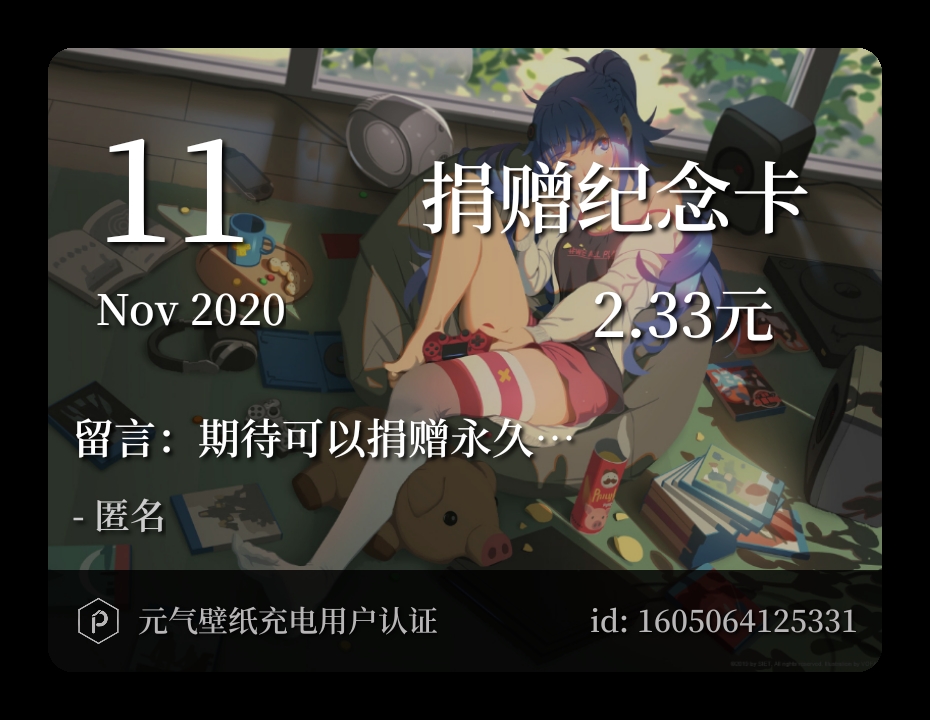 11
捐赠纪念卡
Nov 2020
2.33元
留言：期待可以捐赠永久…
- 匿名
元气壁纸充电用户认证
id: 1605064125331